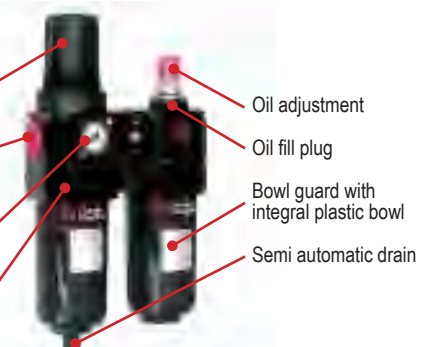 Oil adjustment
Oil fill plug
Bowl guard with
integral plastic bowl
Semi automatic drain